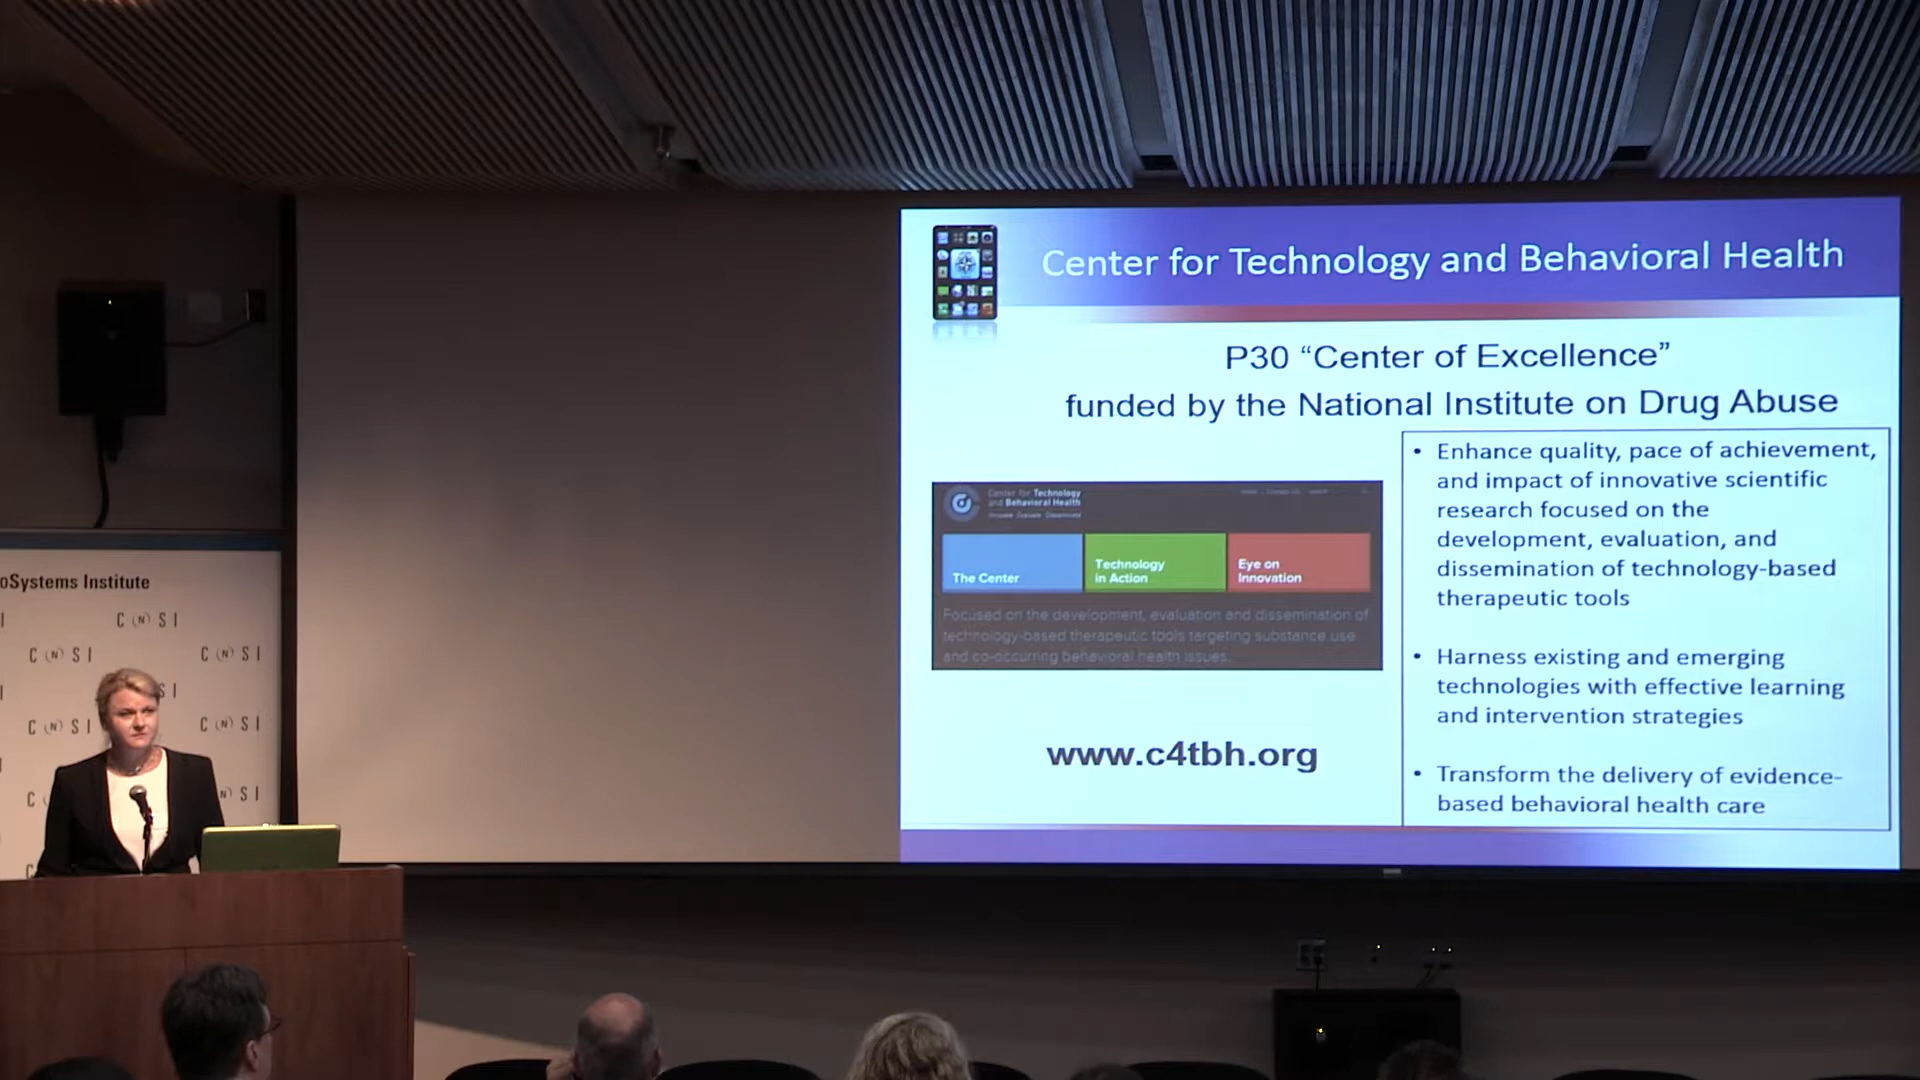 Center for Technology and Behavioral Health
P30 “Center of Excellence”
funded by the National Institute on Drug Abuse
• Enhance quality, pace of achievement,
and impact of innovative scientific
research focused on the
development, evaluation, and
dissemination of technology-based
therapeutic tools
• Harness existing and emerging
technologies with effective learning
and intervention strategies
• Transform the delivery of evidence-
based behavioral health care
Center for Technology
and Behavioral Health
The Center
Technology
in Action
Eye on
Innovation
Focused on the development, evaluation and dissemination of
technology-based therapeutic tools targeting substance use
and co-occurring behavioral health issues.
www.c4tbh.org
oSystems Institute
I
C (N) S I
C (N) S I
C (N) S I
S I
C (N) S I
C (N) S I
C
N) S I